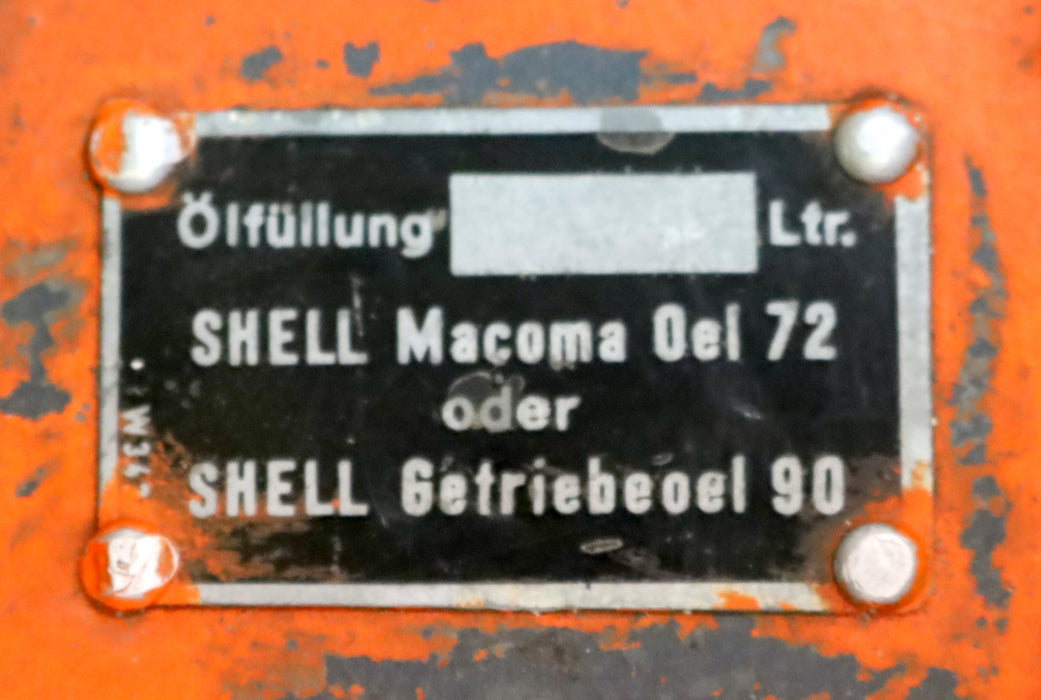 Ölfüllung Ltr.
SHELL Macoma Oel 72
oder
SHELL Getriebeoel 90